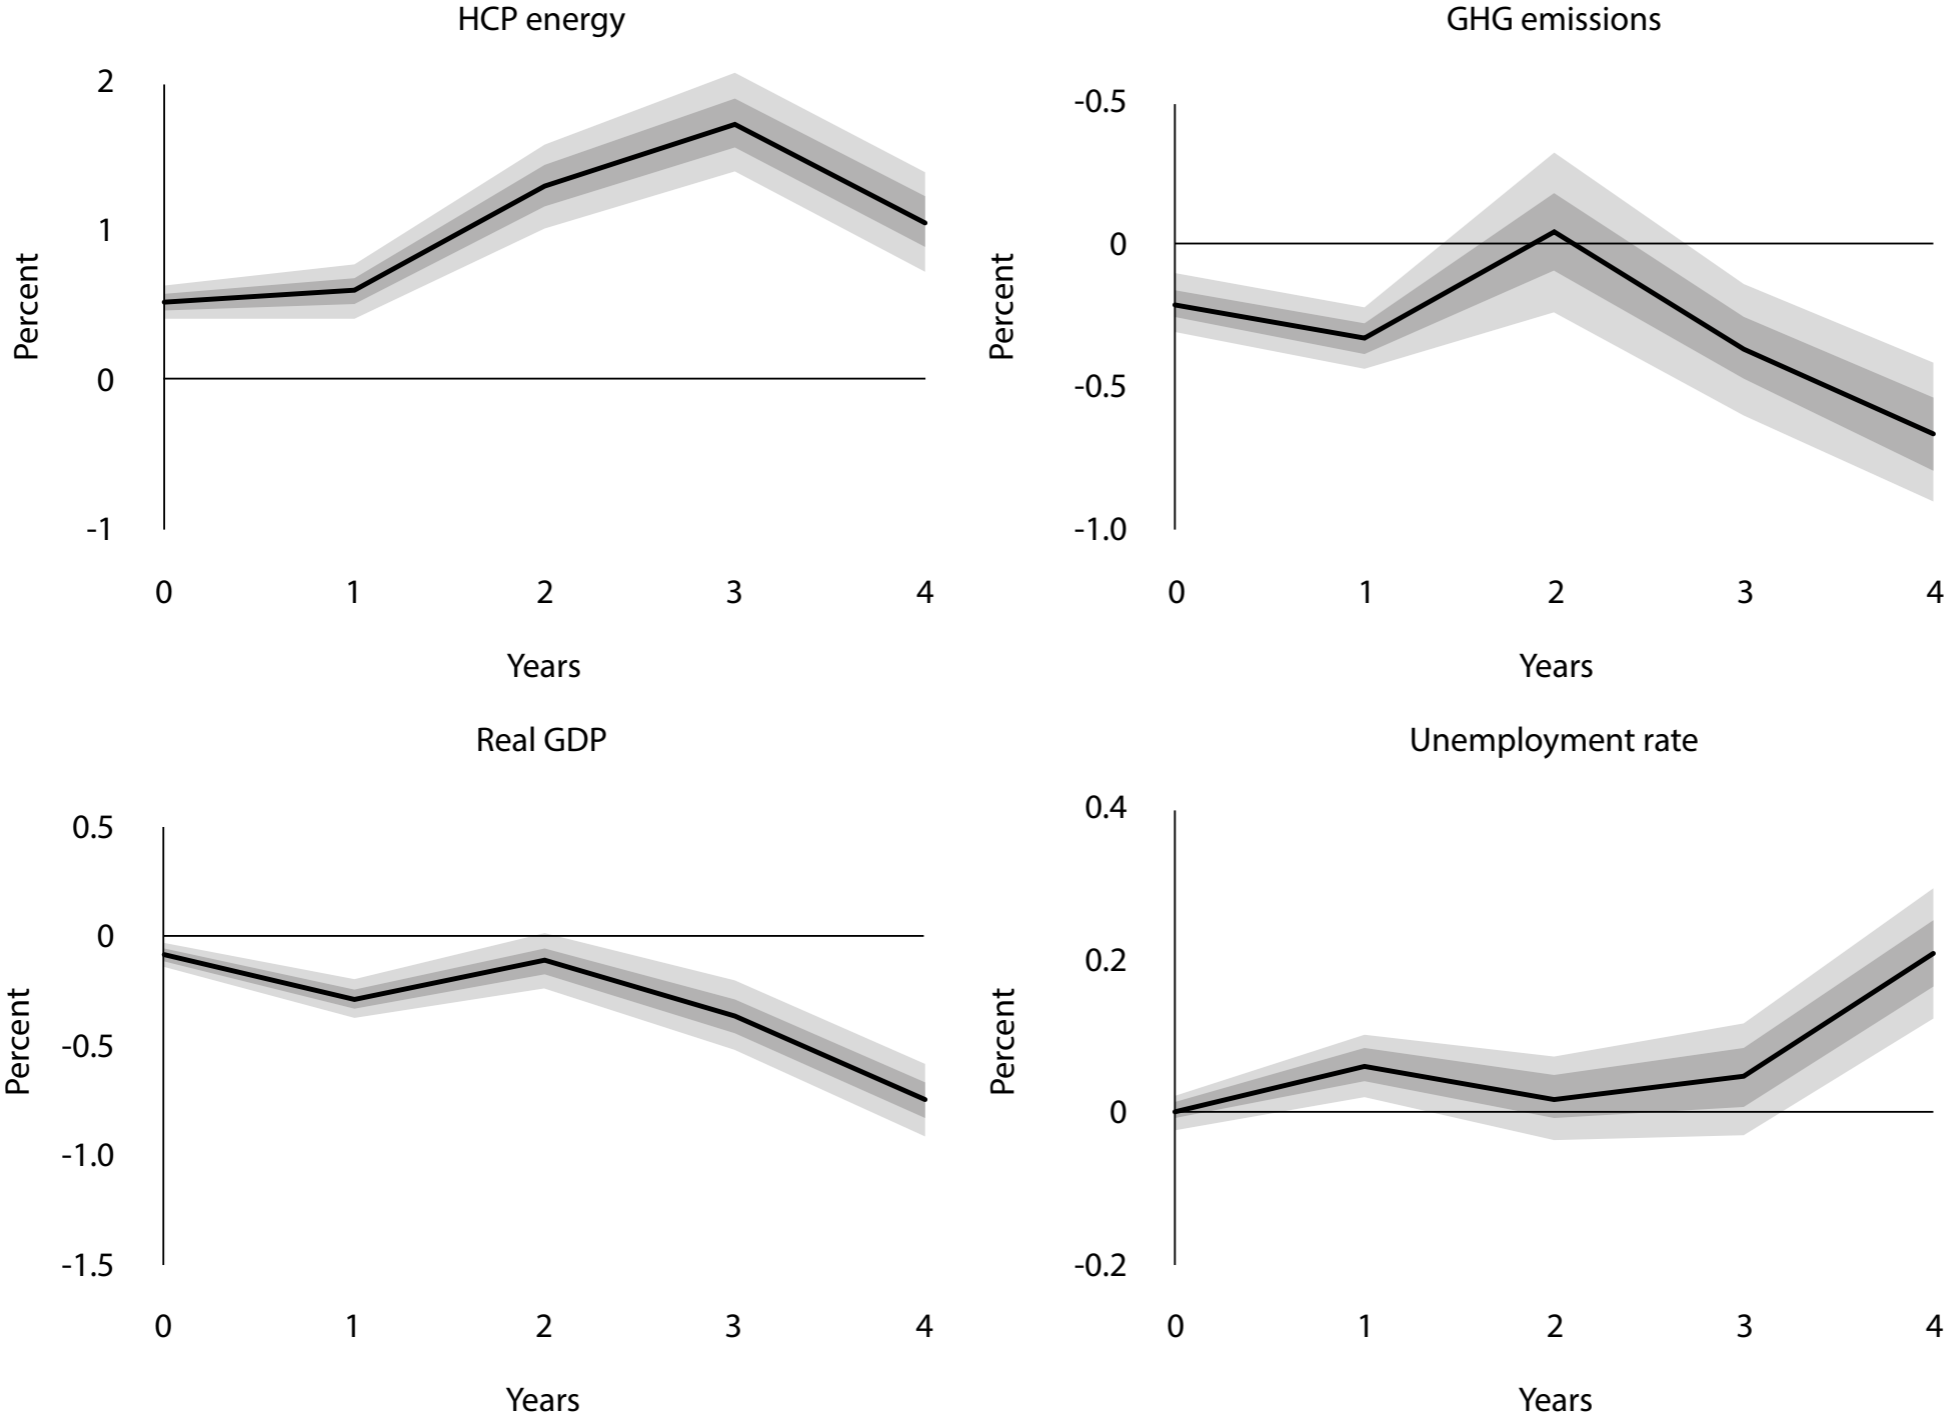 HCP energy
2
1
0
-1
Percent
0 1 2 3 4
Years
GHG emissions
-0.5
0
-0.5
-1.0
Percent
0 1 2 3 4
Years
Real GDP
0.5
0
-0.5
-1.0
-1.5
Percent
0 1 2 3 4
Years
Unemployment rate
0.4
0.2
0
-0.2
Percent
0 1 2 3 4
Years